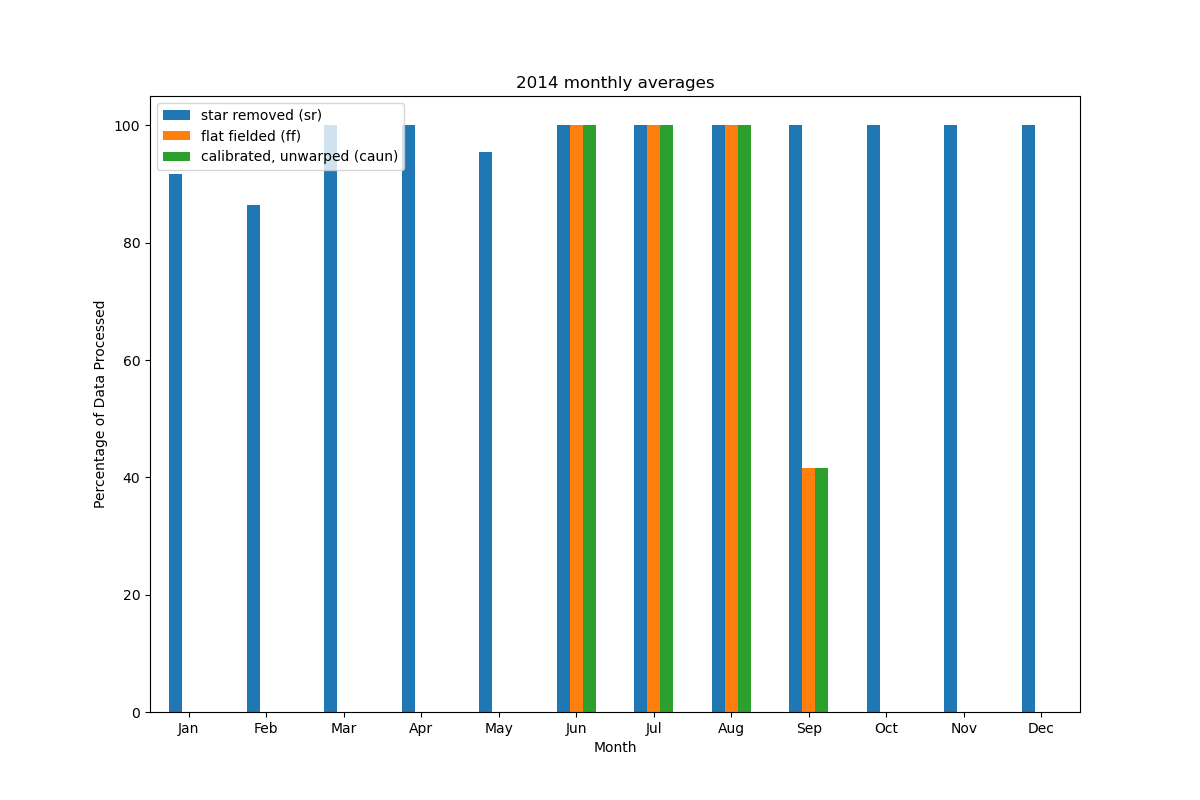 2014 monthly averages
star removed (sr)
flat fielded (ff)
calibrated, unwarped (caun)
100
80
60
40
20
0
Percentage of Data Processed
Jan Feb Mar Apr May Jun Jul Aug Sep Oct Nov Dec
Month